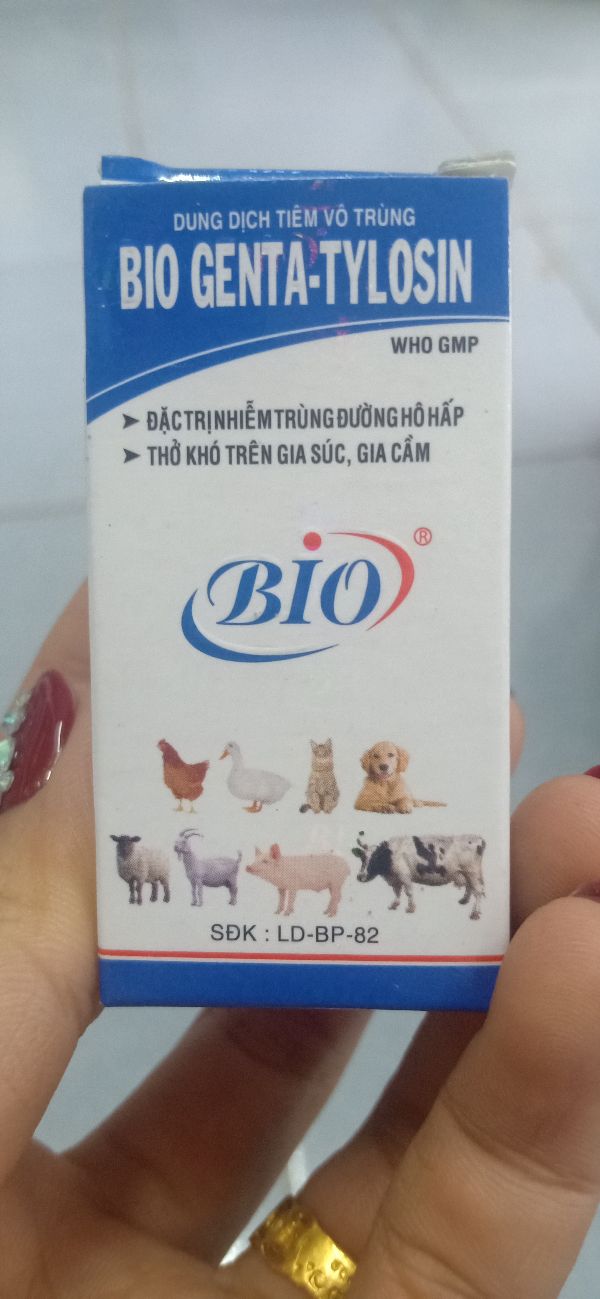 DUNG DỊCH TIÊM VÔ TRÙNG
BIO GENTA-TYLOSIN
WHO GMP
➤ ĐẶC TRỊ NHIỄM TRÙNG ĐƯỜNG HÔ HẤP
➤ THỞ KHÓ TRÊN GIA SÚC, GIA CẦM
BIO®
SĐK : LD-BP-82